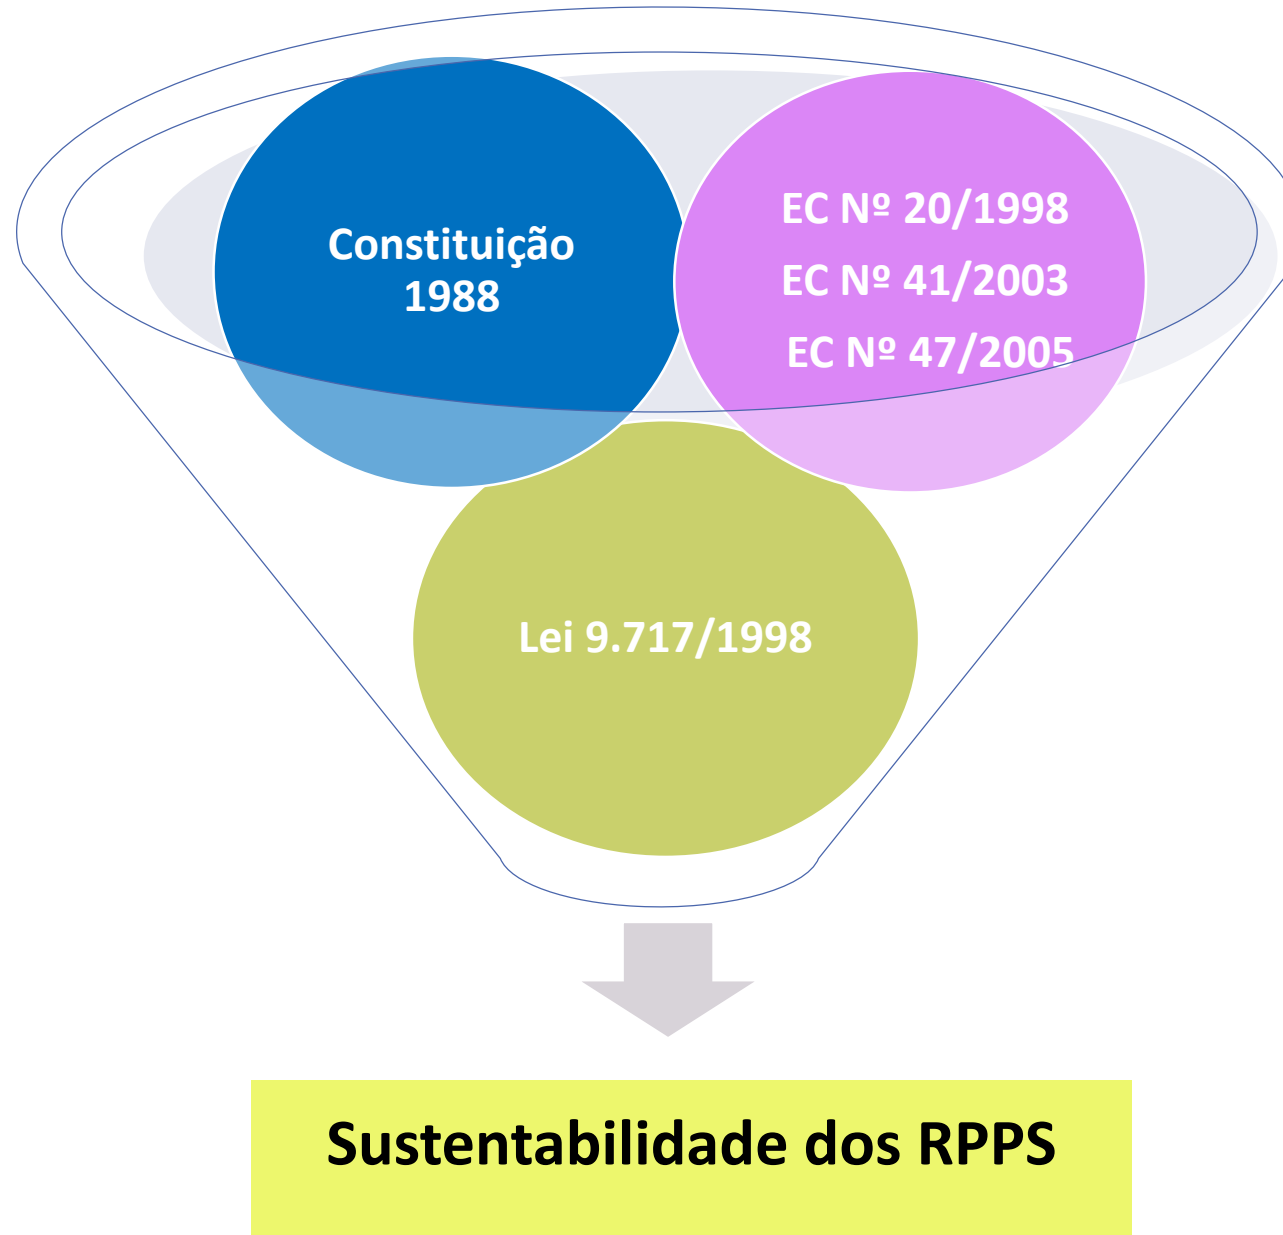 Constituição
1988
EC Nº 20/1998
EC Nº 41/2003
EC Nº 47/2005
Lei 9.717/1998
Sustentabilidade dos RPPS